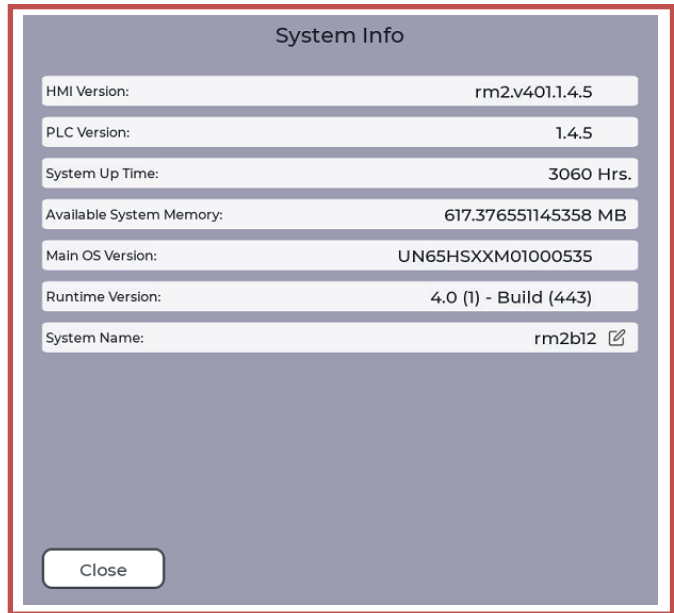 System Info
HMI Version: rm2.v401.1.4.5
PLC Version: 1.4.5
System Up Time: 3060 Hrs.
Available System Memory: 617.376551145358 MB
Main OS Version: UN65HSXXM01000535
Runtime Version: 4.0 (1) - Build (443)
System Name: rm2b12
Close